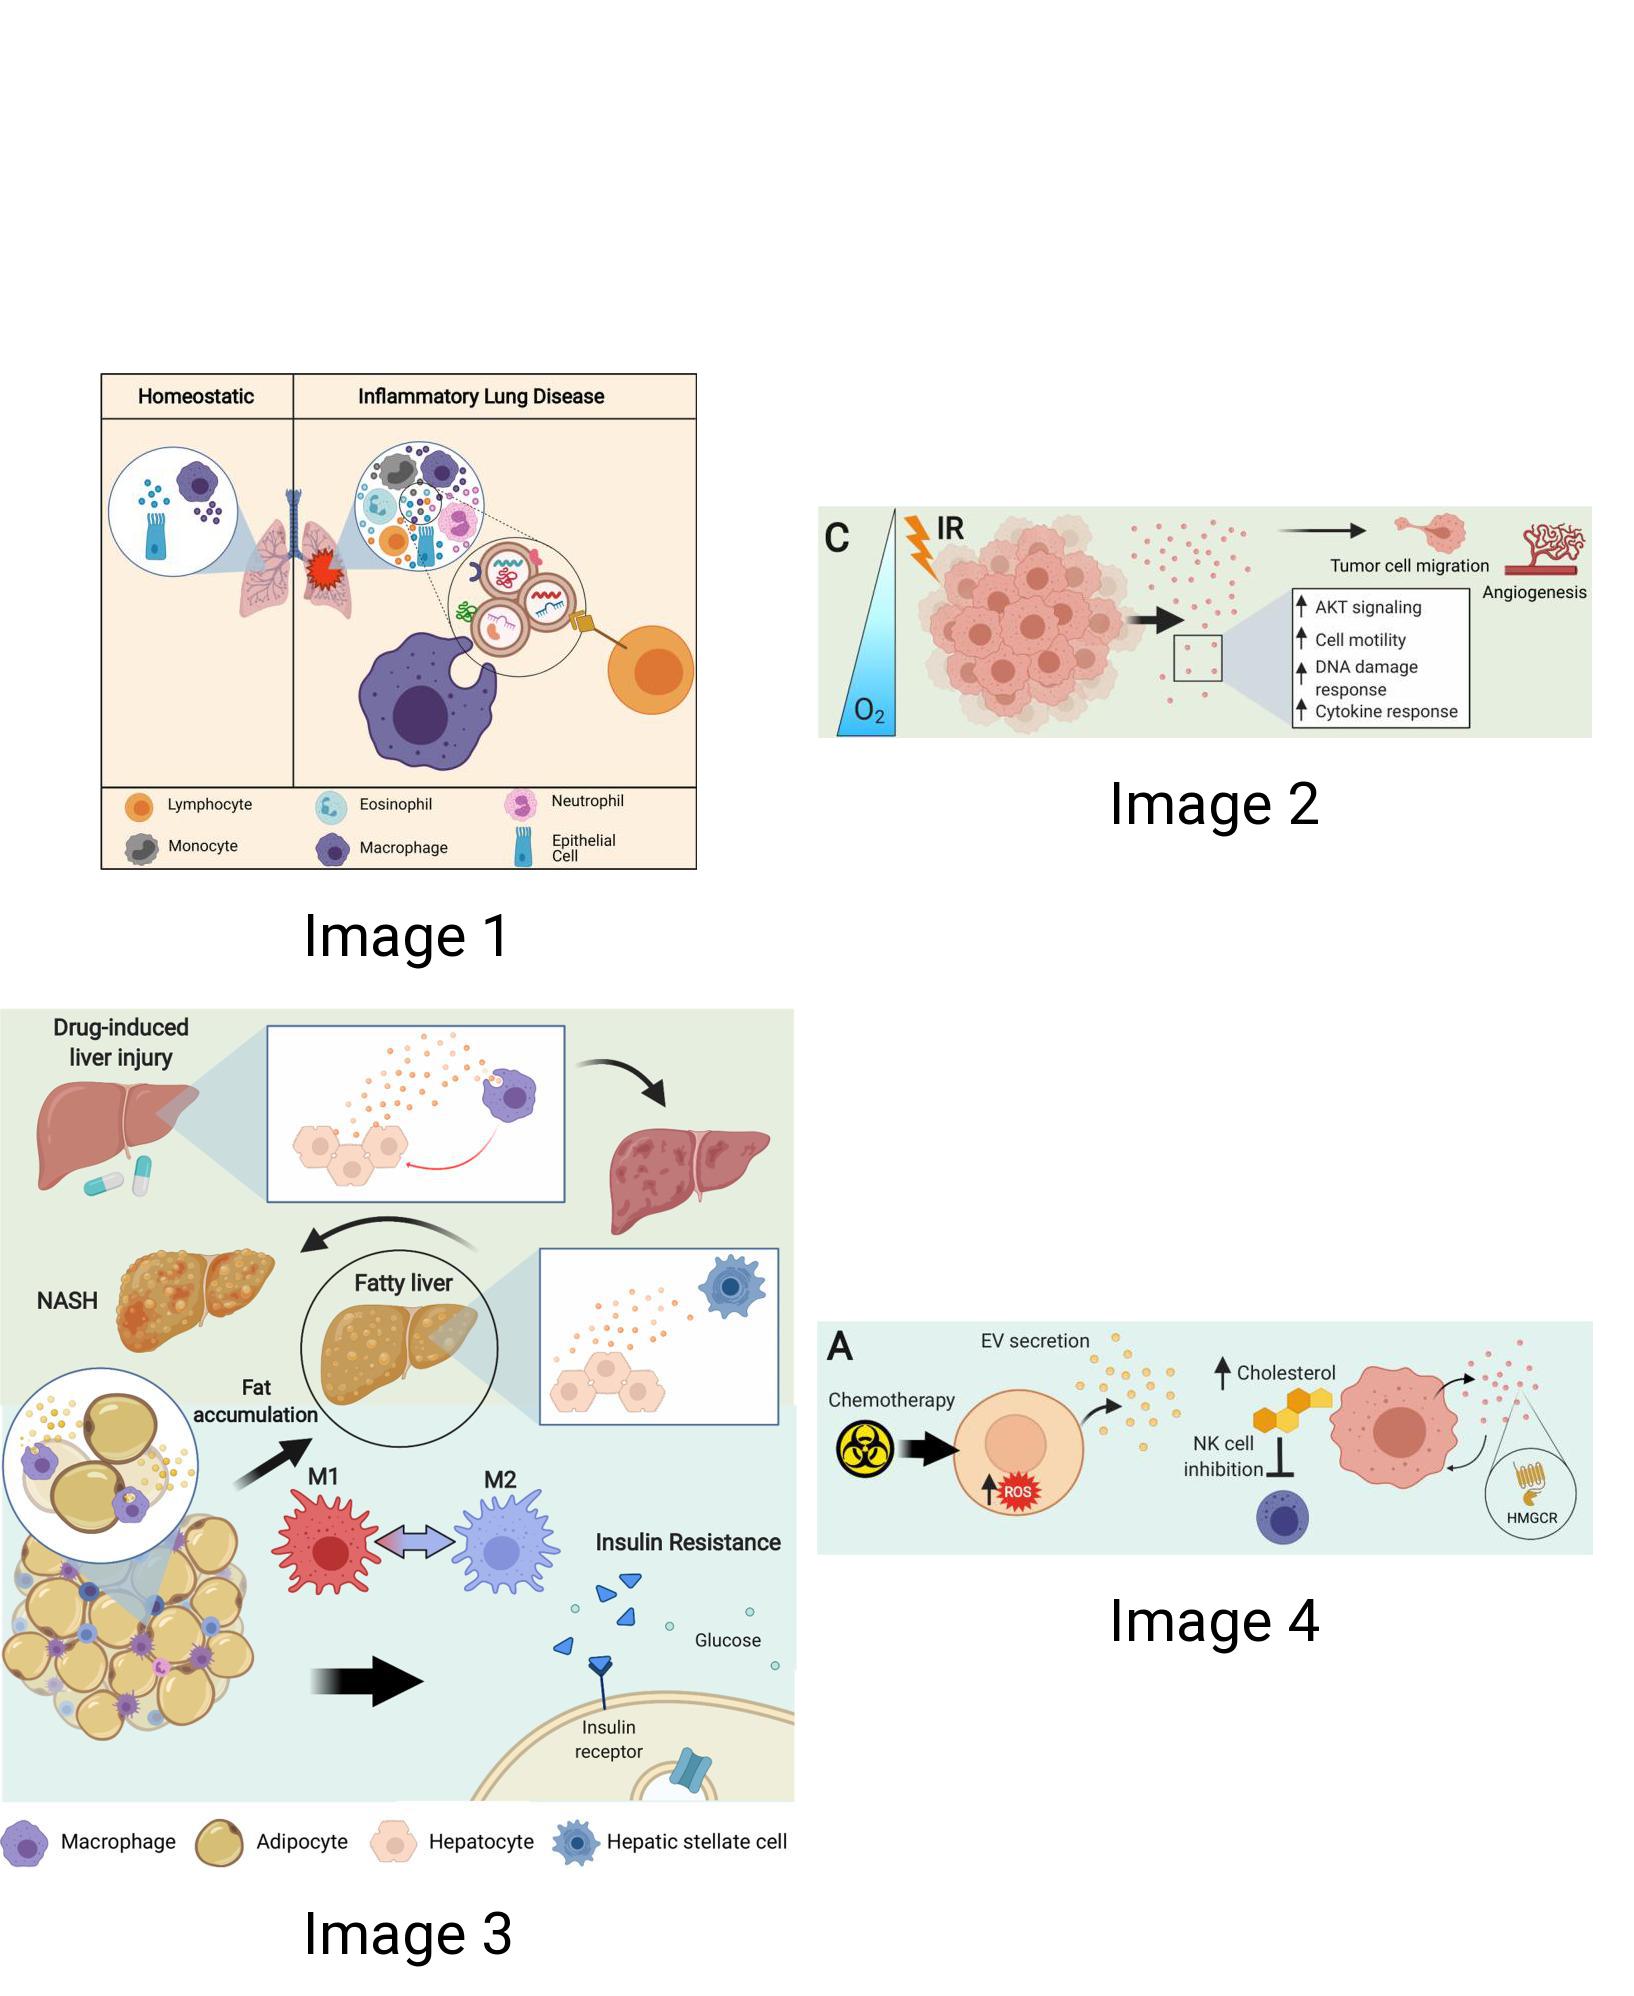 Homeostatic
Inflammatory Lung Disease
Lymphocyte
Eosinophil
Neutrophil
Monocyte
Macrophage
Epithelial
Cell
Image 1
C
IR
O₂
Tumor cell migration
Angiogenesis
AKT signaling
Cell motility
DNA damage
response
Cytokine response
Image 2
Drug-induced
liver injury
NASH
Fatty liver
Fat
accumulation
M1
M2
Insulin Resistance
Glucose
Insulin
receptor
Macrophage
Adipocyte
Hepatocyte
Hepatic stellate cell
Image 3
A
EV secretion
Chemotherapy
ROS
Cholesterol
NK cell
inhibition
HMGCR
Image 4